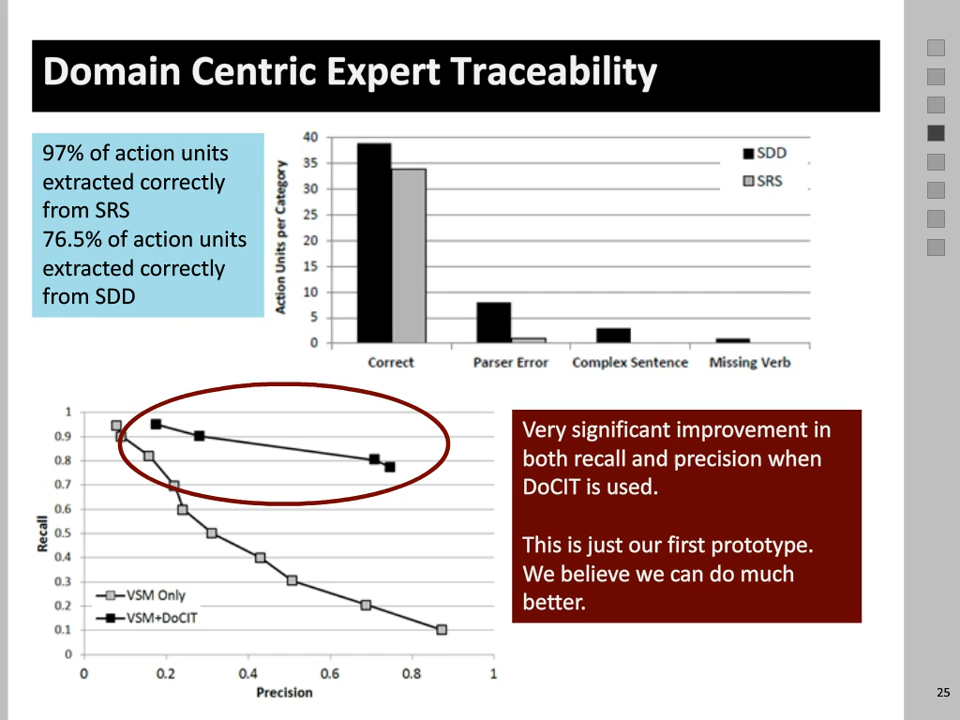 Domain Centric Expert Traceability
97% of action units
extracted correctly
from SRS
76.5% of action units
extracted correctly
from SDD
Action Units per Category
40
35
30
25
20
15
10
5
0
SDD
SRS
Correct
Parser Error
Complex Sentence
Missing Verb
Recall
1
0.9
0.8
0.7
0.6
0.5
0.4
0.3
0.2
0.1
0
VSM Only
VSM+DoCIT
0
0.2
0.4
0.6
0.8
1
Precision
Very significant improvement in
both recall and precision when
DoCIT is used.
This is just our first prototype.
We believe we can do much
better.
25